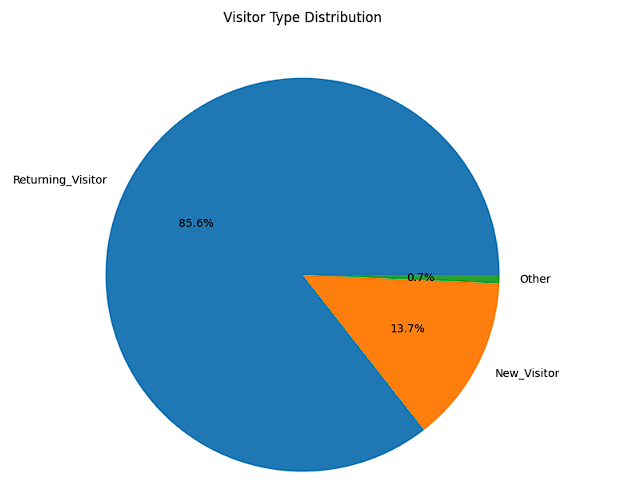 Visitor Type Distribution
Returning_Visitor
85.6%
0.7%
Other
13.7%
New_Visitor